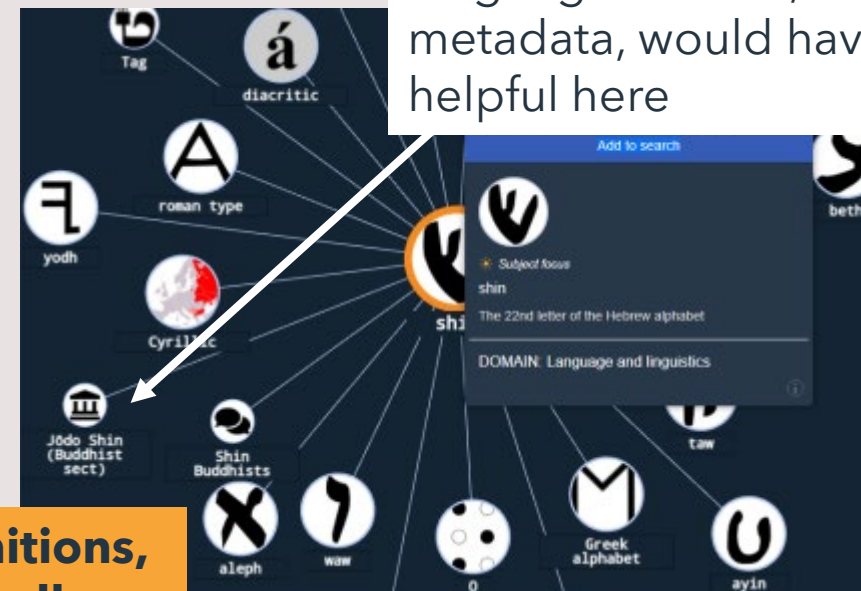 metadata, would hav
helpful here
Tag
á
diacritic
Add to search
A
roman type
beth
yodh
ש
ש
Subject focus
shin
The 22nd letter of the Hebrew alphabet
shi
Cyrillic
DOMAIN: Language and linguistics
Jōdo Shin
(Buddhist
sect)
Shin
Buddhists
taw
א
aleph
waw
O
Greek
alphabet
ayin
nitions,